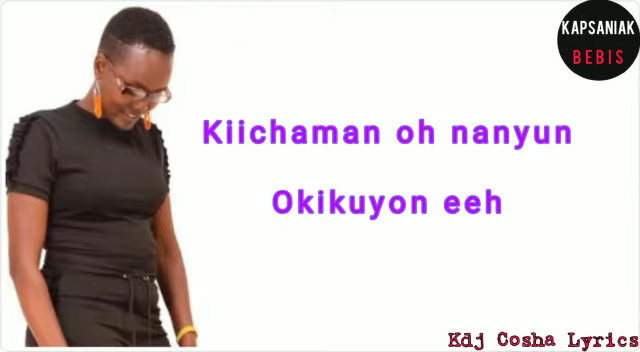 KAPSANIAK
BEBIS
Kiichaman oh nanyun
Okikuyon eeh
Kdj Cosha Lyrics